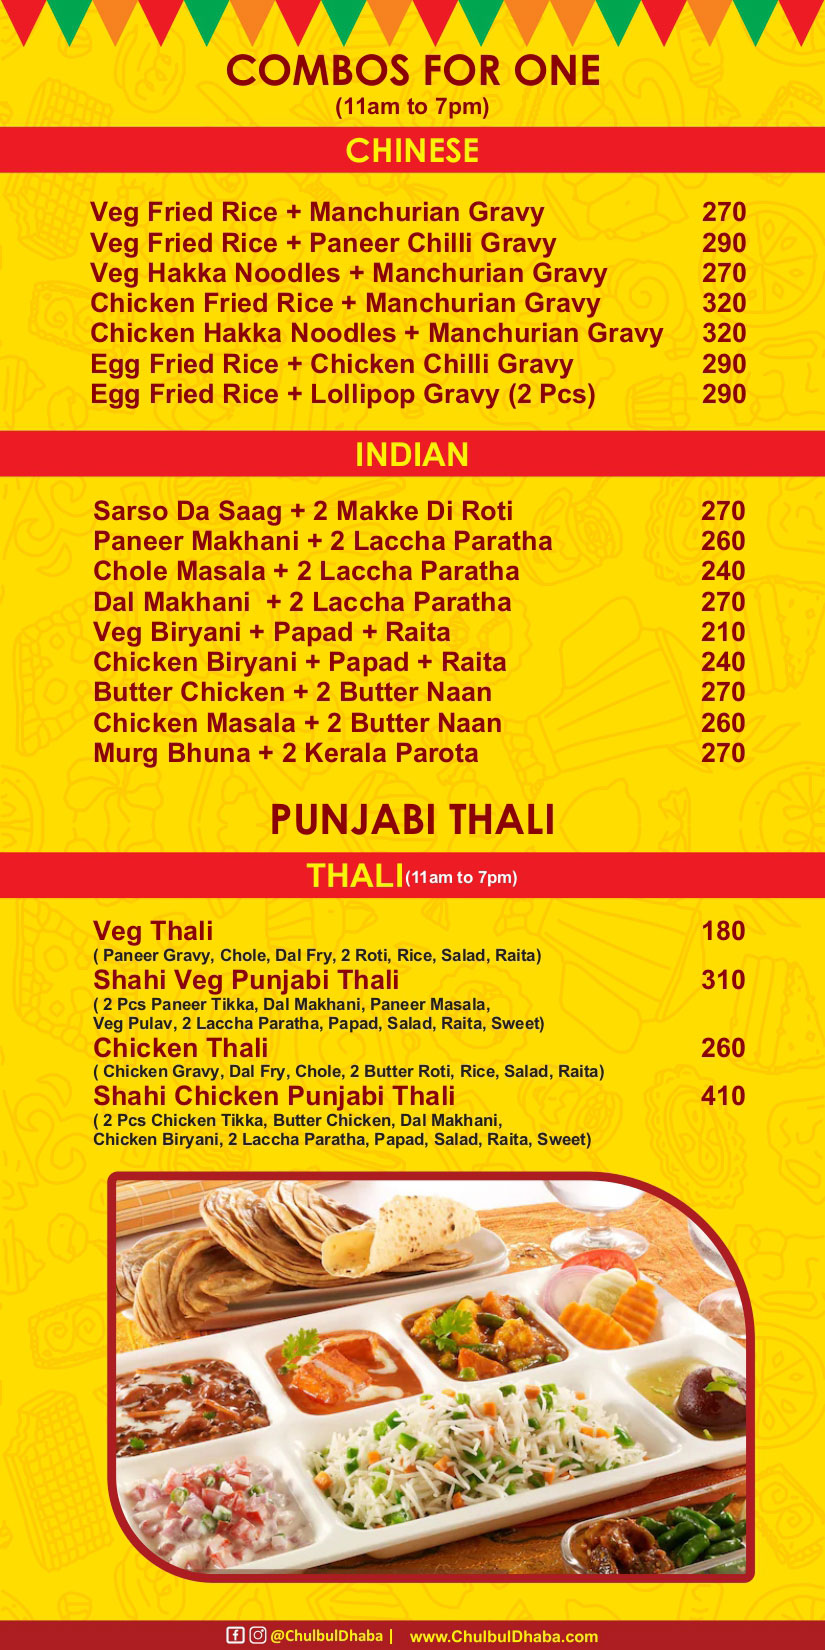 COMBOS FOR ONE
(11am to 7pm)
CHINESE
Veg Fried Rice + Manchurian Gravy 270
Veg Fried Rice + Paneer Chilli Gravy 290
Veg Hakka Noodles + Manchurian Gravy 270
Chicken Fried Rice + Manchurian Gravy 320
Chicken Hakka Noodles + Manchurian Gravy 320
Egg Fried Rice + Chicken Chilli Gravy 290
Egg Fried Rice + Lollipop Gravy (2 Pcs) 290
INDIAN
Sarso Da Saag + 2 Makke Di Roti 270
Paneer Makhani + 2 Laccha Paratha 260
Chole Masala + 2 Laccha Paratha 240
Dal Makhani + 2 Laccha Paratha 270
Veg Biryani + Papad + Raita 210
Chicken Biryani + Papad + Raita 240
Butter Chicken + 2 Butter Naan 270
Chicken Masala + 2 Butter Naan 260
Murg Bhuna + 2 Kerala Parota 270
PUNJABI THALI
THALI(11am to 7pm)
Veg Thali 180
( Paneer Gravy, Chole, Dal Fry, 2 Roti, Rice, Salad, Raita)
Shahi Veg Punjabi Thali 310
( 2 Pcs Paneer Tikka, Dal Makhani, Paneer Masala,
Veg Pulav, 2 Laccha Paratha, Papad, Salad, Raita, Sweet)
Chicken Thali 260
( Chicken Gravy, Dal Fry, Chole, 2 Butter Roti, Rice, Salad, Raita)
Shahi Chicken Punjabi Thali 410
( 2 Pcs Chicken Tikka, Butter Chicken, Dal Makhani,
Chicken Biryani, 2 Laccha Paratha, Papad, Salad, Raita, Sweet)
@ChulbulDhaba | www.ChulbulDhaba.com